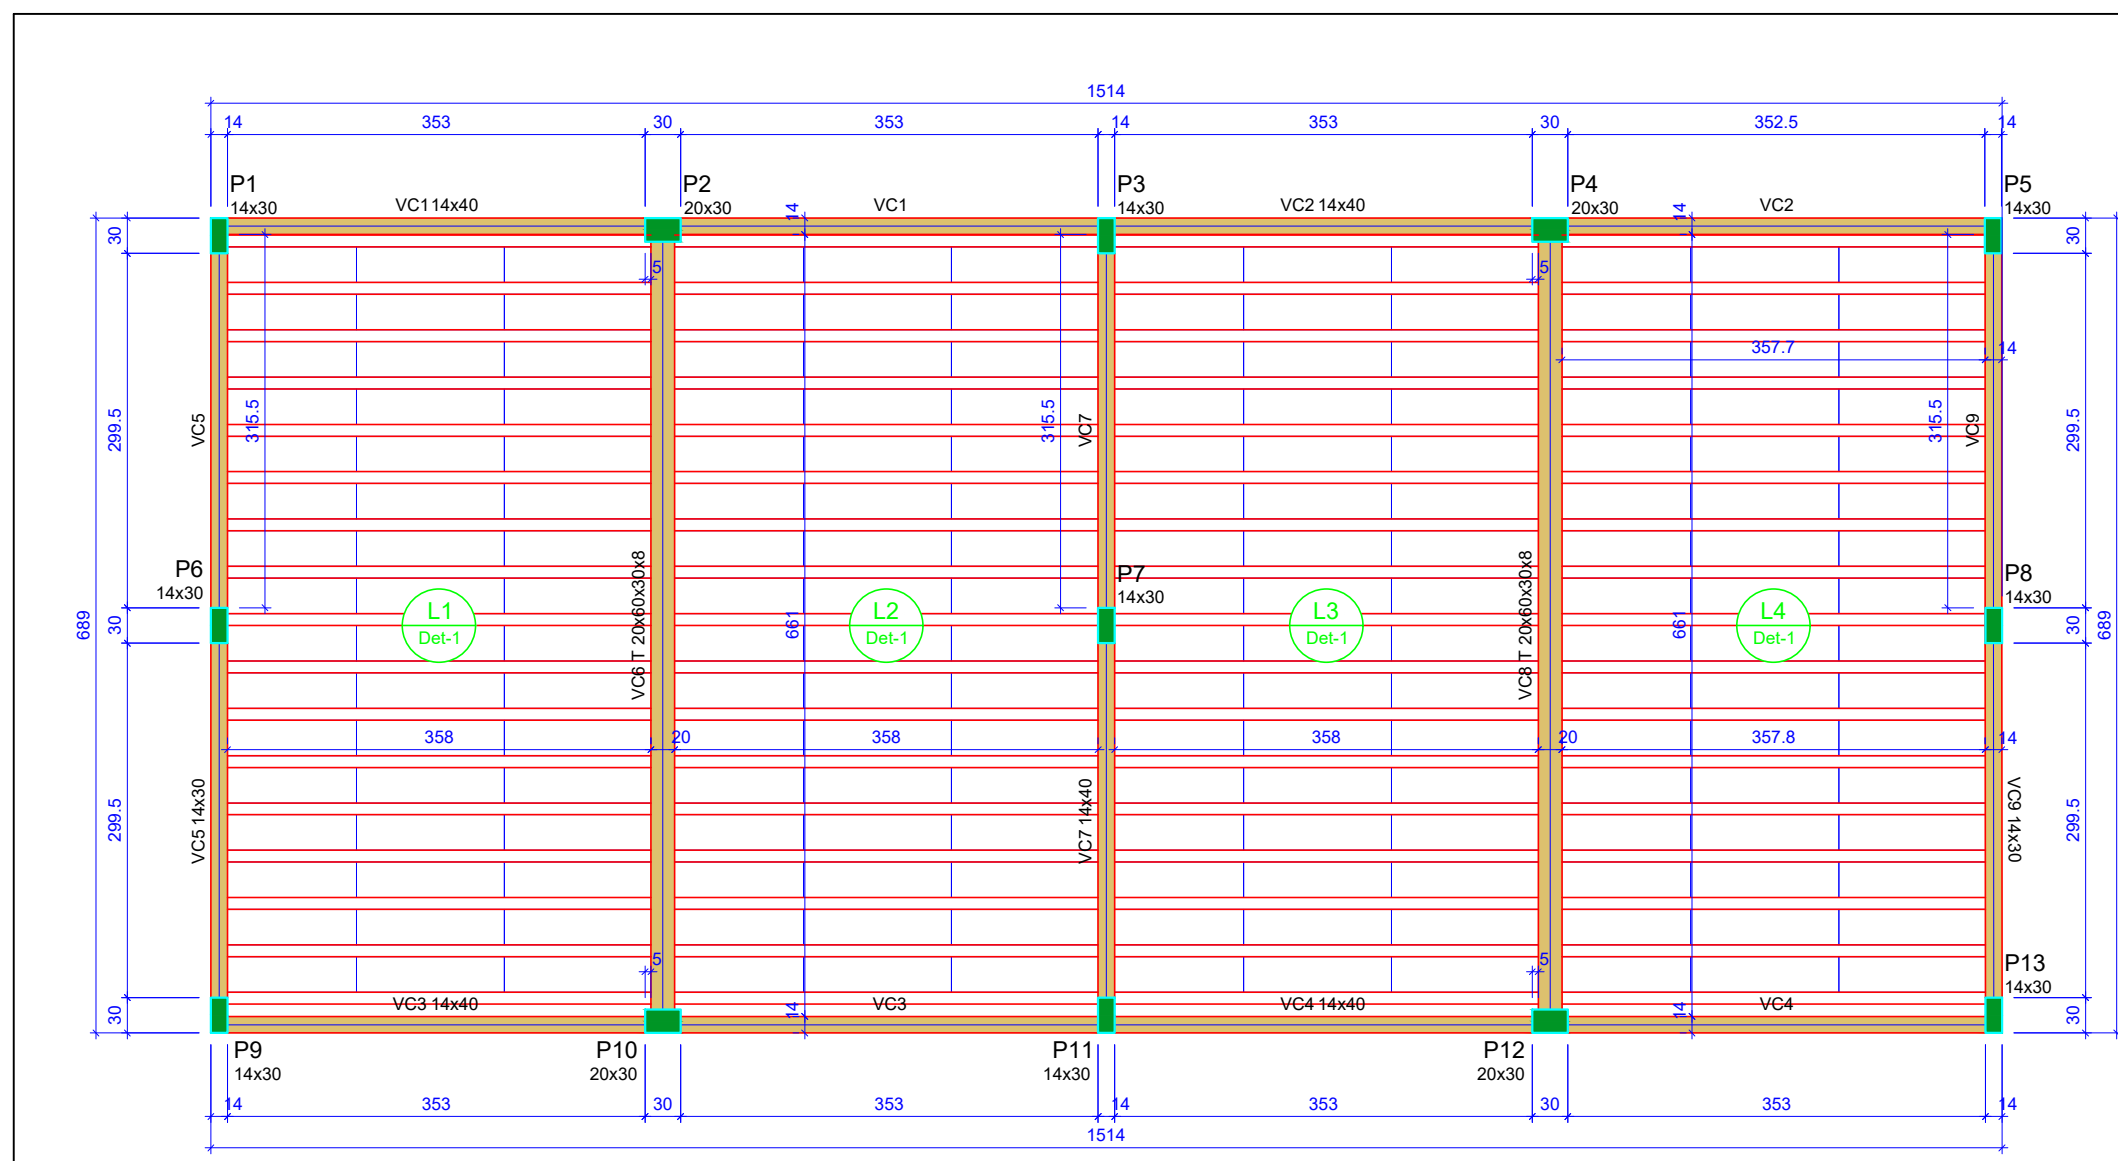 1514
14 353 30 353 14 353 30 352.5 14
P1 P2 P3 P4 P5
14x30 VC1 14x40 20x30 14 VC1 14x30 VC2 14x40 20x30 14 VC2 14x30
30 30
5 5
357.7 14
299.5 VC5 315.5 315.5 VC7 315.5 VC9 299.5
P6 P7 P8
14x30 14x30 14x30
VC6 T 20x60x30x8 VC8 T 20x60x30x8
689 30 L1 661 L2 L3 661 L4 30 689
Det-1 Det-1 Det-1 Det-1
358 20 358 358 20 357.8 14
299.5 VC5 14x30 VC7 14x40 VC9 14x30 299.5
5 5 P13
14x30
30 VC3 14x40 14 VC3 VC4 14x40 14 VC4 30
P9 P10 P11 P12
14x30 20x30 14x30 20x30
14 353 30 353 14 353 30 353 14
1514